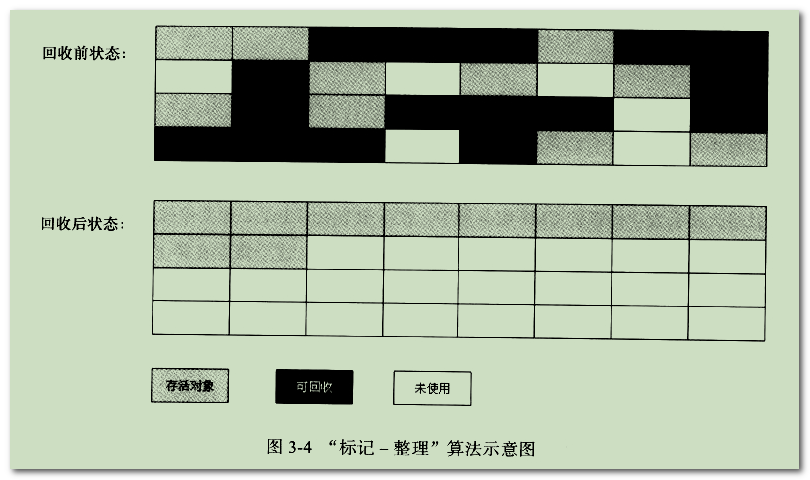 回收前状态：
回收后状态：
存活对象
可回收
未使用
图 3-4 “标记 – 整理”算法示意图